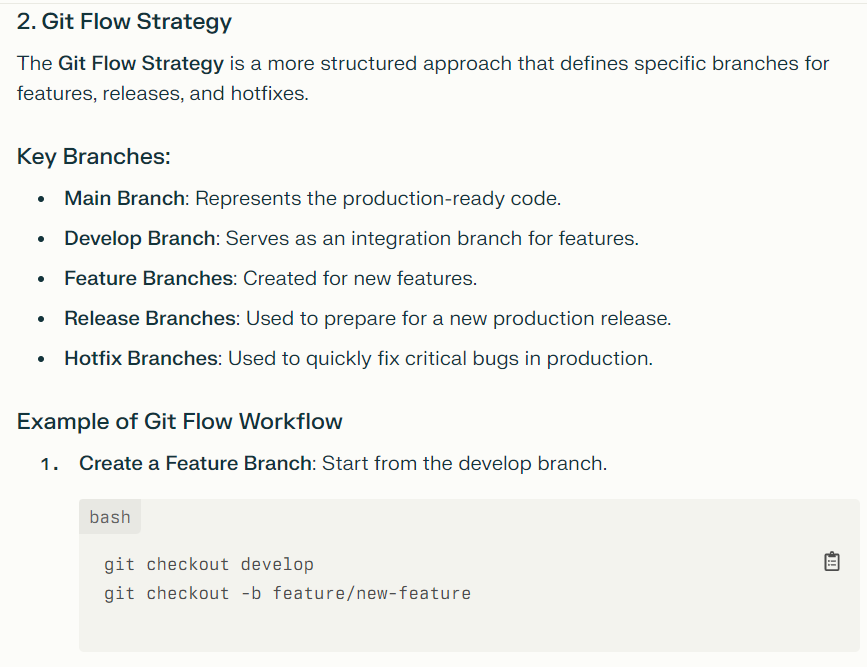 2. Git Flow Strategy
The Git Flow Strategy is a more structured approach that defines specific branches for
features, releases, and hotfixes.
Key Branches:
• Main Branch: Represents the production-ready code.
• Develop Branch: Serves as an integration branch for features.
• Feature Branches: Created for new features.
• Release Branches: Used to prepare for a new production release.
• Hotfix Branches: Used to quickly fix critical bugs in production.
Example of Git Flow Workflow
1. Create a Feature Branch: Start from the develop branch.
bash
git checkout develop
git checkout -b feature/new-feature